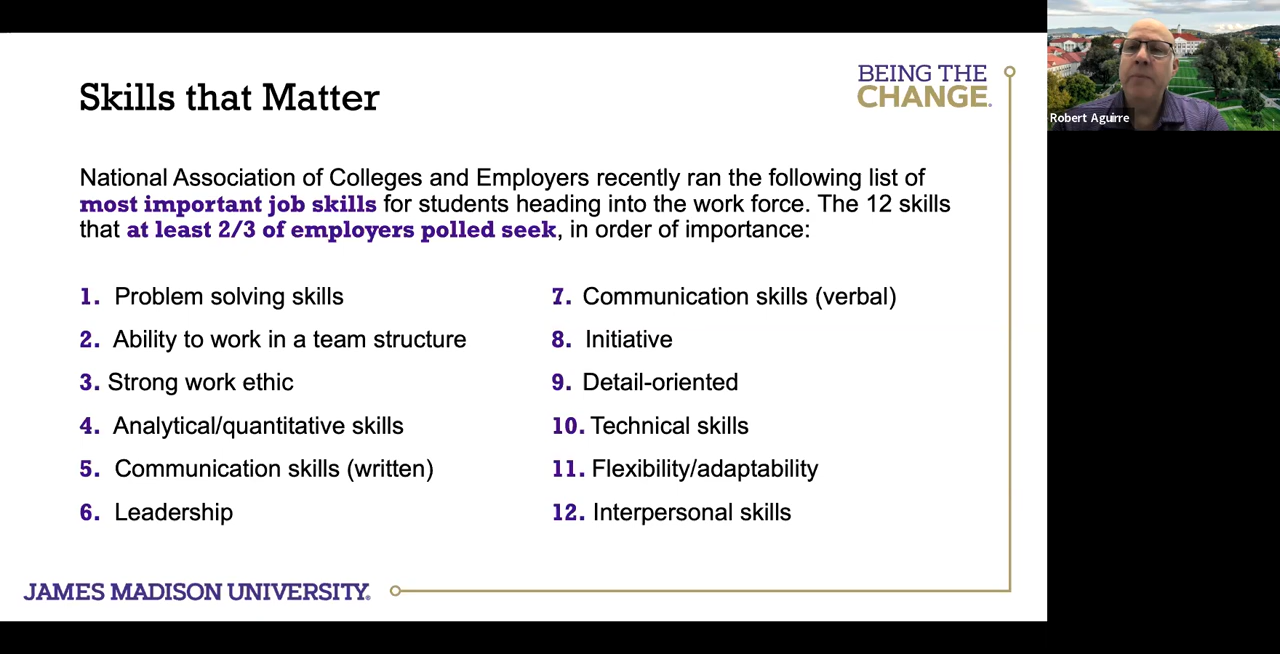 Skills that Matter
BEING THE
CHANGE.
National Association of Colleges and Employers recently ran the following list of
most important job skills for students heading into the work force. The 12 skills
that at least 2/3 of employers polled seek, in order of importance:
1. Problem solving skills
2. Ability to work in a team structure
3. Strong work ethic
4. Analytical/quantitative skills
5. Communication skills (written)
6. Leadership
7. Communication skills (verbal)
8. Initiative
9. Detail-oriented
10. Technical skills
11. Flexibility/adaptability
12. Interpersonal skills
JAMES MADISON UNIVERSITY®
Robert Aguirre